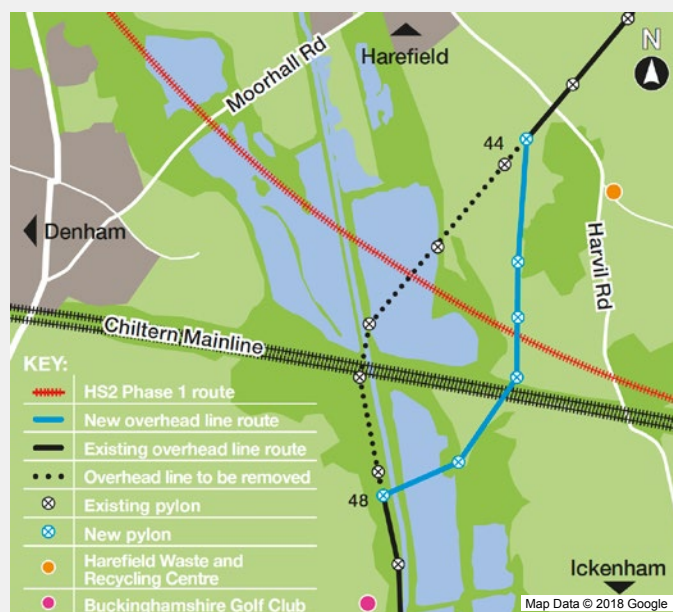 Moorhall Rd
Harefield
N
44
Denham
Harvil Rd
Chiltern Mainline
KEY:
HS2 Phase 1 route
New overhead line route
Existing overhead line route
Overhead line to be removed
Existing pylon
New pylon
Harefield Waste and
Recycling Centre
Buckinghamshire Golf Club
48
Ickenham
Map Data © 2018 Google